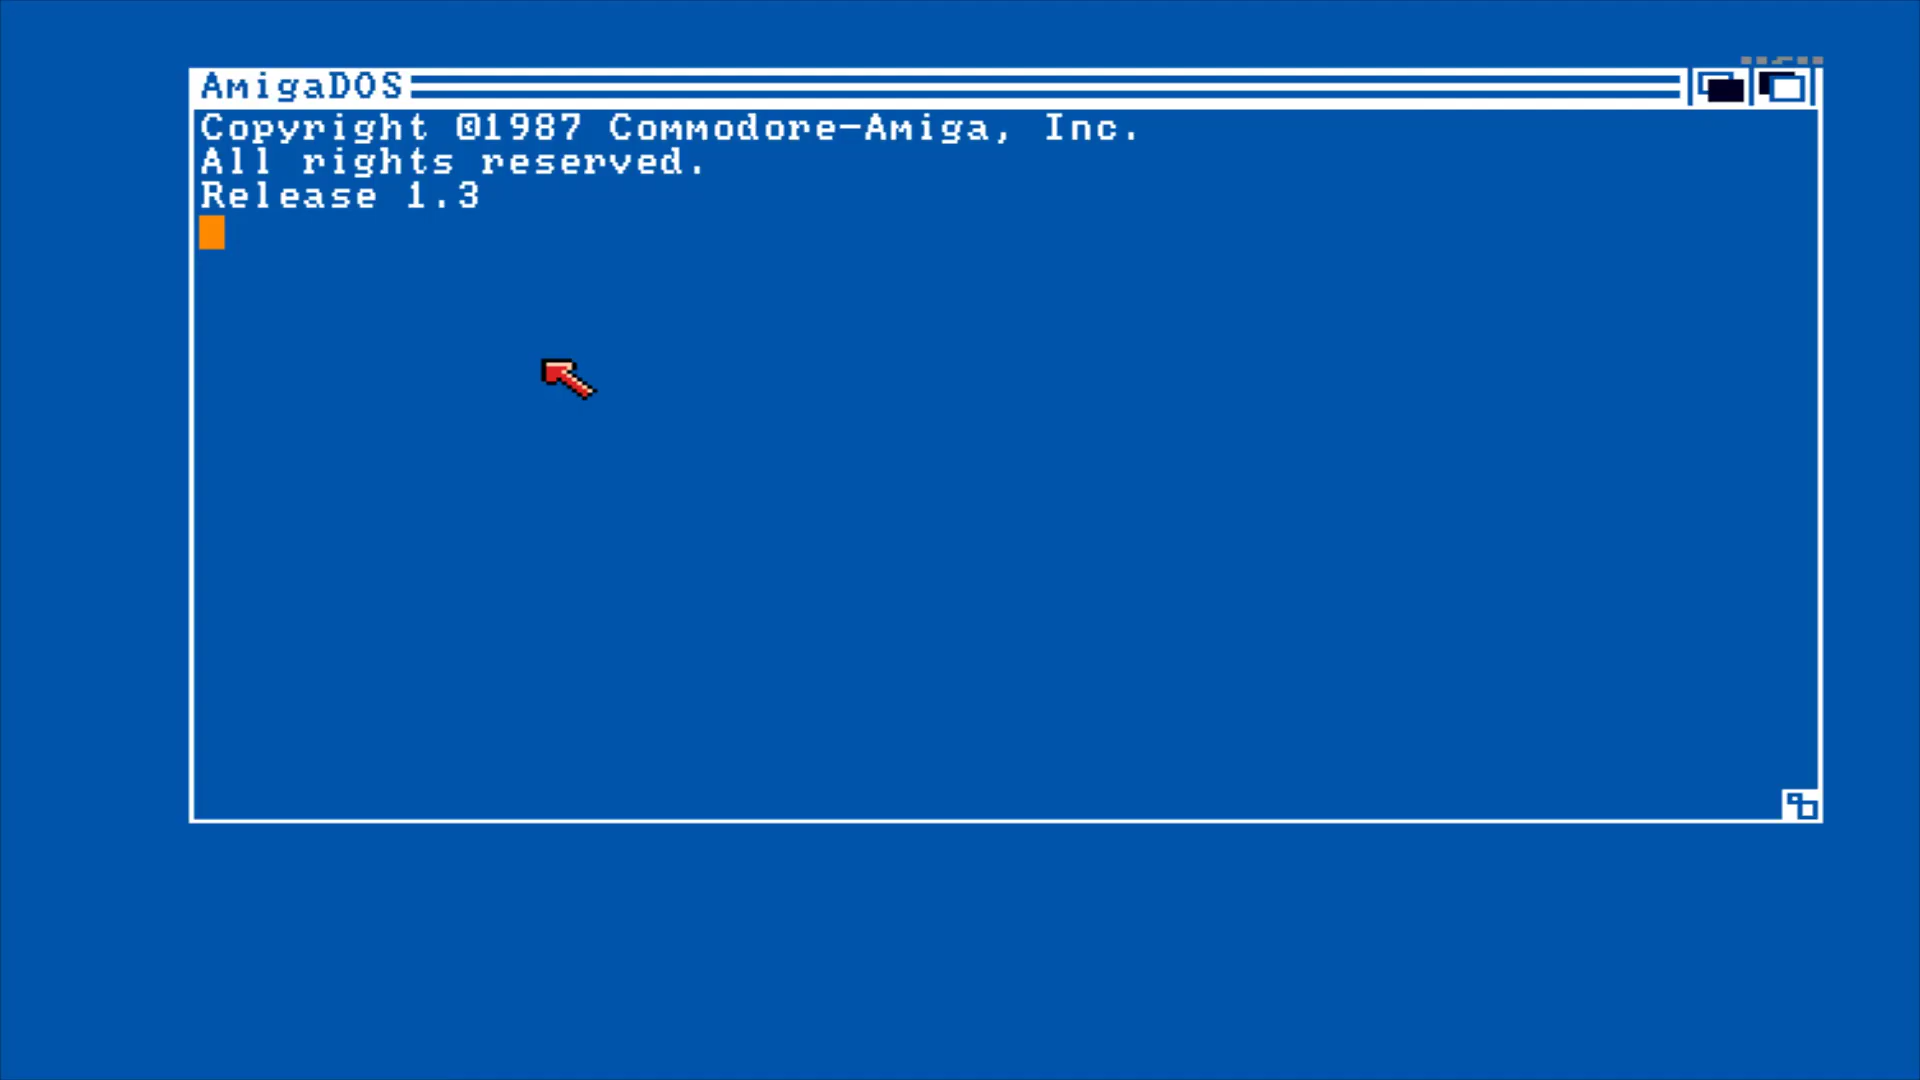 AmigaDOS
Copyright ©1987 Commodore-Amiga, Inc.
All rights reserved.
Release 1.3